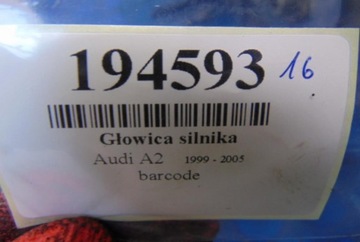 194593 16
Głowica silnika
Audi A2 1999 - 2005
barcode